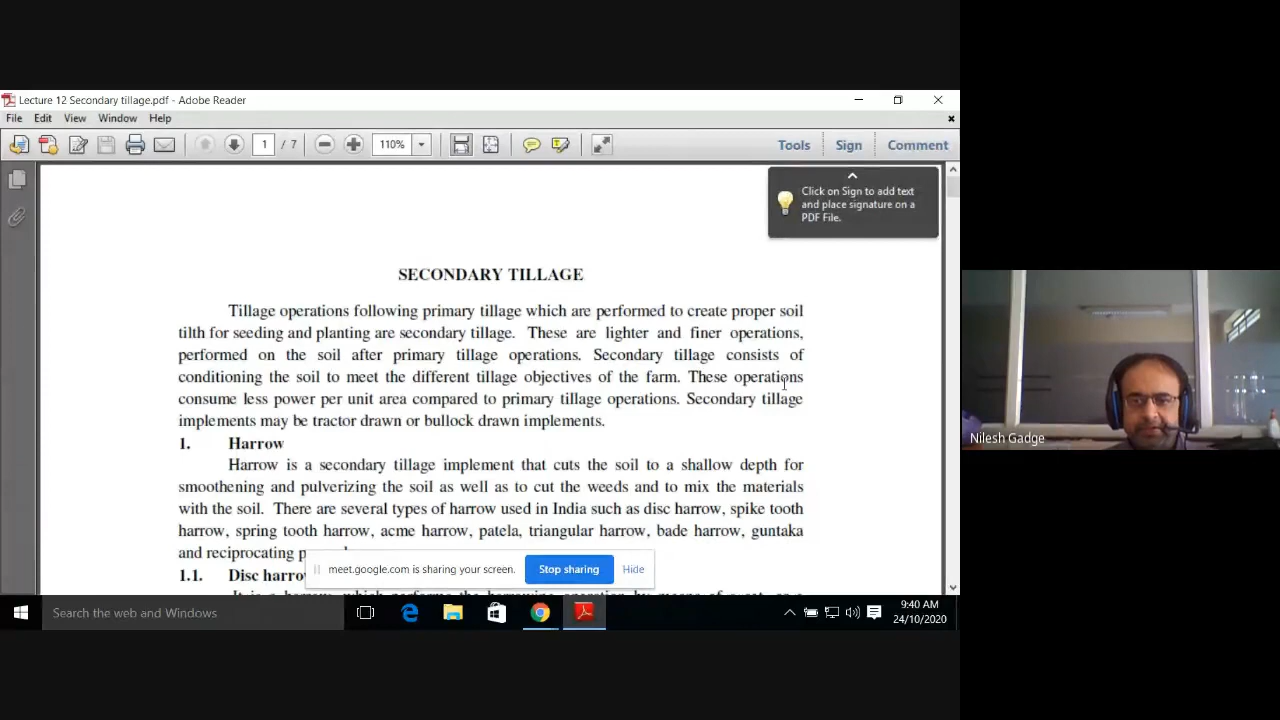 Lecture 12 Secondary tillage.pdf - Adobe Reader
File Edit View Window Help
1 / 7 110% Tools Sign Comment
Click on Sign to add text
and place signature on a
PDF File.
SECONDARY TILLAGE
Tillage operations following primary tillage which are performed to create proper soil
tilth for seeding and planting are secondary tillage. These are lighter and finer operations,
performed on the soil after primary tillage operations. Secondary tillage consists of
conditioning the soil to meet the different tillage objectives of the farm. These operations
consume less power per unit area compared to primary tillage operations. Secondary tillage
implements may be tractor drawn or bullock drawn implements.
1. Harrow
Harrow is a secondary tillage implement that cuts the soil to a shallow depth for
smoothening and pulverizing the soil as well as to cut the weeds and to mix the materials
with the soil. There are several types of harrow used in India such as disc harrow, spike tooth
harrow, spring tooth harrow, acme harrow, patela, triangular harrow, bade harrow, guntaka
and reciprocating
1.1. Disc harrow
meet.google.com is sharing your screen. Stop sharing Hide
Nilesh Gadge
Search the web and Windows
9:40 AM
24/10/2020